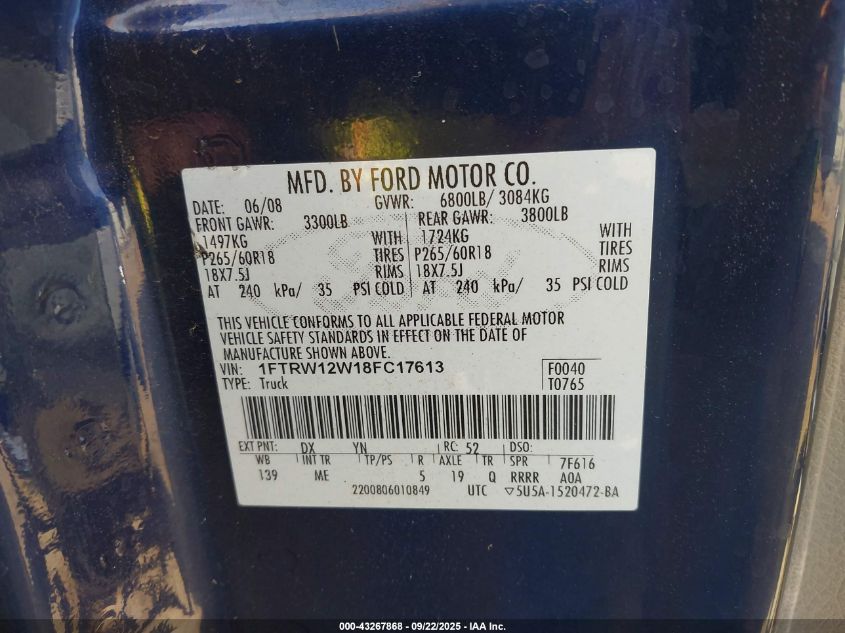 MFD. BY FORD MOTOR CO.
DATE: 06/08 GVWR: 6800LB/ 3084KG
FRONT GAWR: 3300LB REAR GAWR: 3800LB
1497KG WITH 1724KG WITH
P265/60R18 TIRES P265/60R18 TIRES
18X7.5J RIMS 18X7.5J RIMS
AT 240 kPa/ 35 PSI COLD AT 240 kPa/ 35 PSI COLD
THIS VEHICLE CONFORMS TO ALL APPLICABLE FEDERAL MOTOR
VEHICLE SAFETY STANDARDS IN EFFECT ON THE DATE OF
MANUFACTURE SHOWN ABOVE.
VIN: 1FTRW12W18FC17613 F0040
TYPE: Truck T0765
EXT PNT: DX YN RC: 52 DSO:
WB INT TR TP/PS R AXLE TR SPR 7F616
139 ME 5 19 Q RRRR A0A
2200806010849 UTC ▽5U5A-1520472-BA
000-43267868 - 09/22/2025 - IAA Inc.